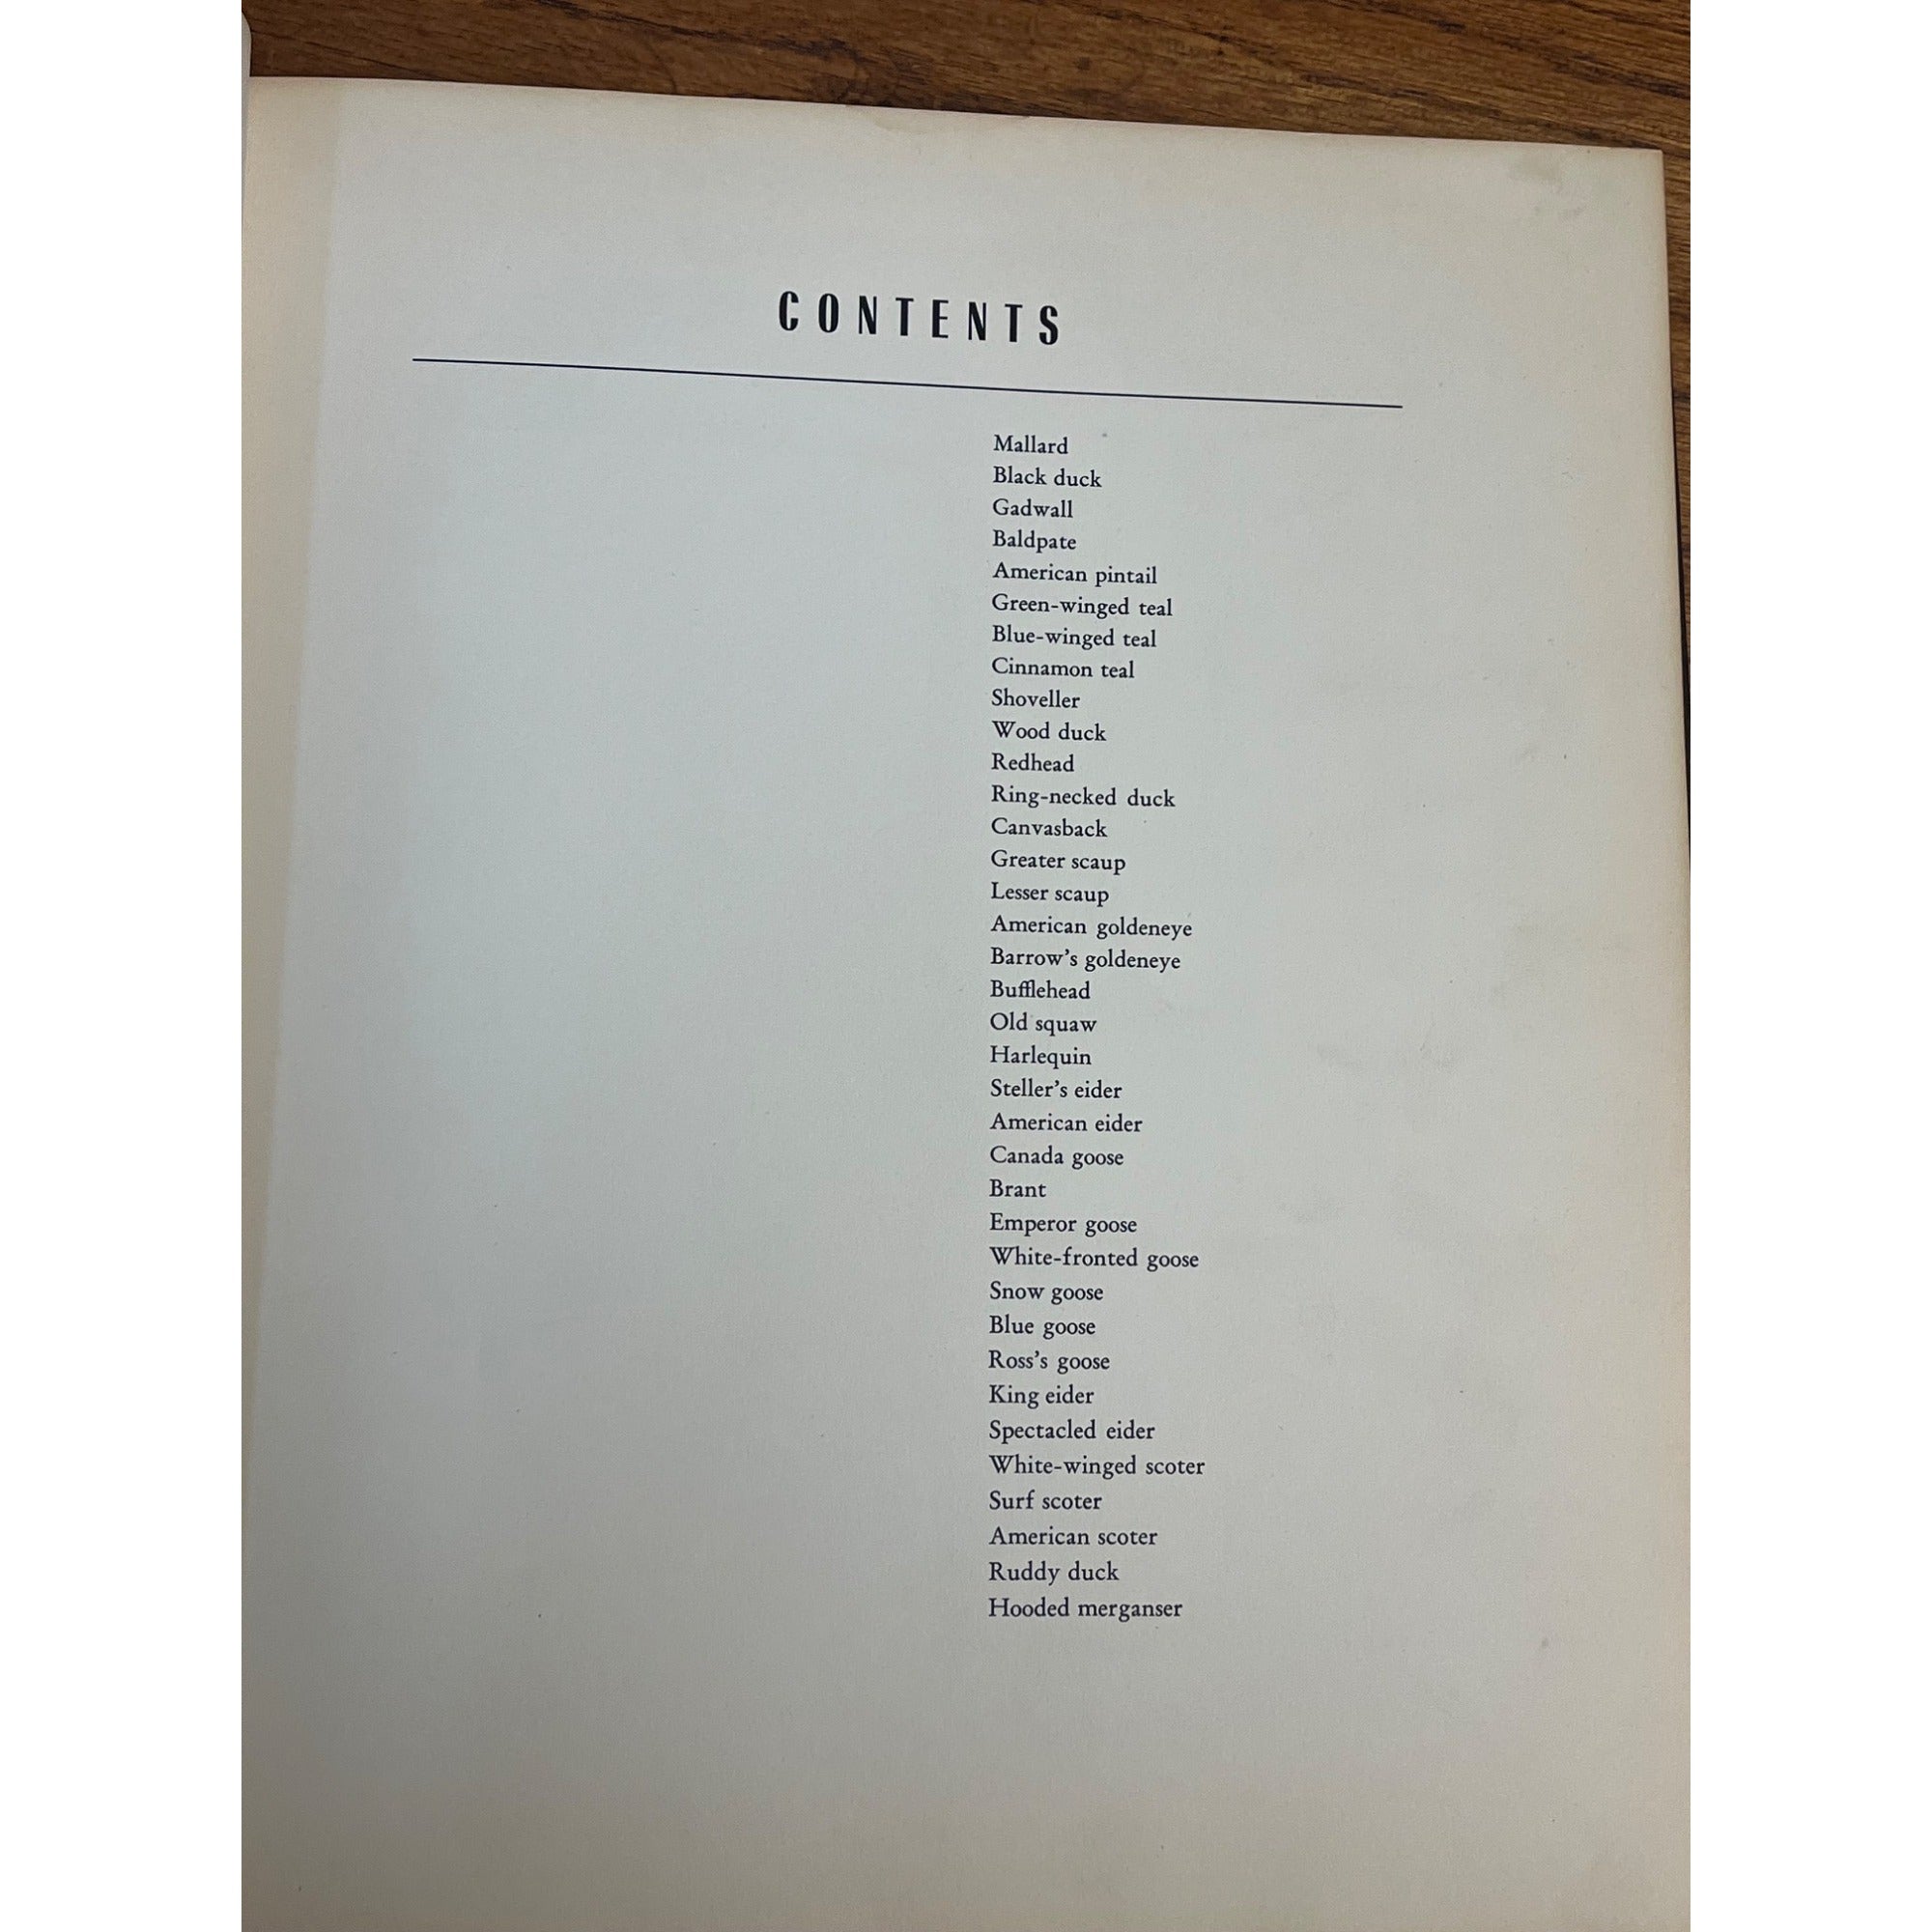 CONTENTS
Mallard
Black duck
Gadwall
Baldpate
American pintail
Green-winged teal
Blue-winged teal
Cinnamon teal
Shoveller
Wood duck
Redhead
Ring-necked duck
Canvasback
Greater scaup
Lesser scaup
American goldeneye
Barrow’s goldeneye
Bufflehead
Old squaw
Harlequin
Steller’s eider
American eider
Canada goose
Brant
Emperor goose
White-fronted goose
Snow goose
Blue goose
Ross’s goose
King eider
Spectacled eider
White-winged scoter
Surf scoter
American scoter
Ruddy duck
Hooded merganser